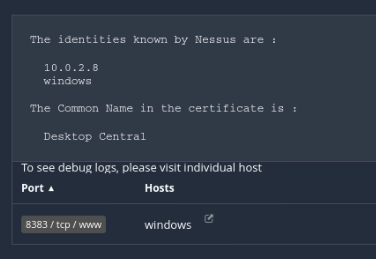 The identities known by Nessus are :
10.0.2.8
windows
The Common Name in the certificate is :
Desktop Central
To see debug logs, please visit individual host
Port ▲ Hosts
8383 / tcp / www windows